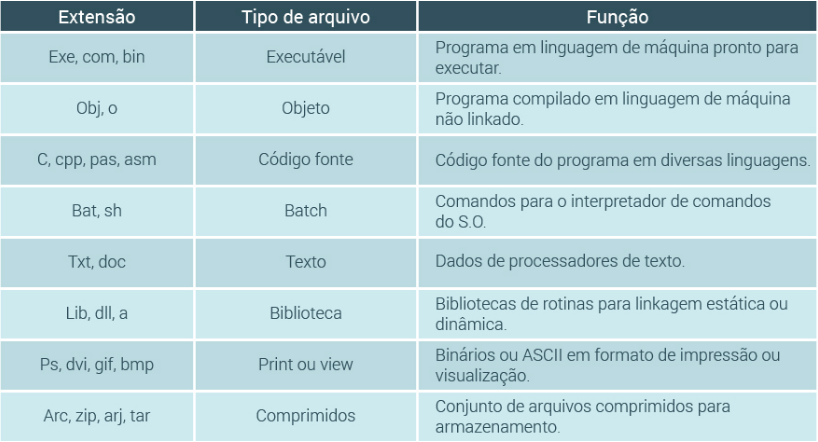 Extensão Tipo de arquivo Função
Exe, com, bin Executável Programa em linguagem de máquina pronto para
executar.
Obj, o Objeto Programa compilado em linguagem de máquina
não linkado.
C, cpp, pas, asm Código fonte Código fonte do programa em diversas linguagens.
Bat, sh Batch Comandos para o interpretador de comandos
do S.O.
Txt, doc Texto Dados de processadores de texto.
Lib, dll, a Biblioteca Bibliotecas de rotinas para linkagem estática ou
dinâmica.
Ps, dvi, gif, bmp Print ou view Binários ou ASCII em formato de impressão ou
visualização.
Arc, zip, arj, tar Comprimidos Conjunto de arquivos comprimidos para
armazenamento.